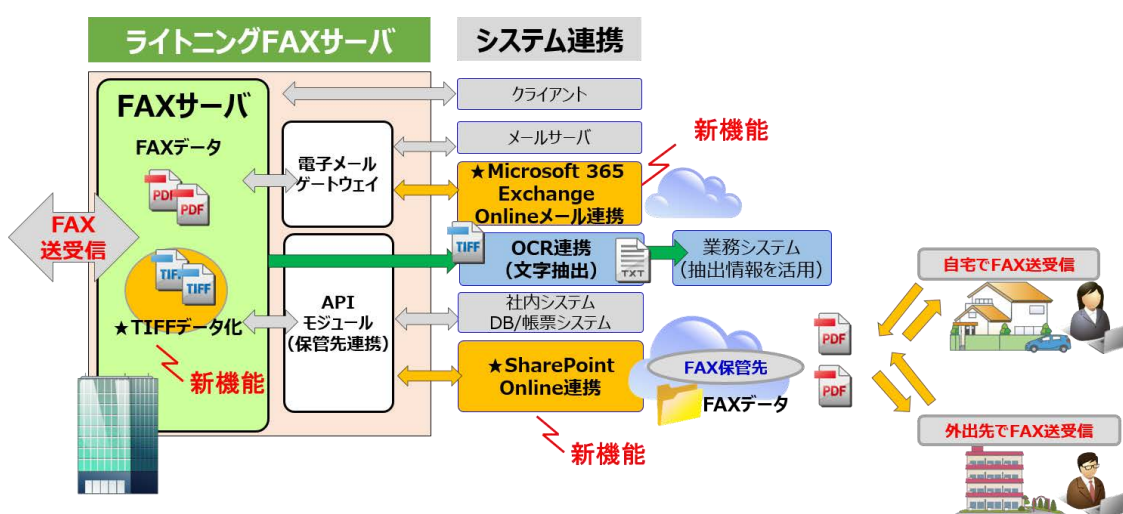 ライトニングFAXサーバ
システム連携
FAXサーバ
FAXデータ
PDF
PDF
FAX
送受信
TIFF
TIFF
★TIFFデータ化
新機能
電子メール
ゲートウェイ
API
モジュール
(保管先連携)
クライアント
メールサーバ
★Microsoft 365
Exchange
Onlineメール連携
新機能
TIFF
OCR連携
(文字抽出)
TXT
業務システム
(抽出情報を活用)
社内システム
DB/帳票システム
★SharePoint
Online連携
新機能
FAX保管先
FAXデータ
PDF
PDF
自宅でFAX送受信
外出先でFAX送受信